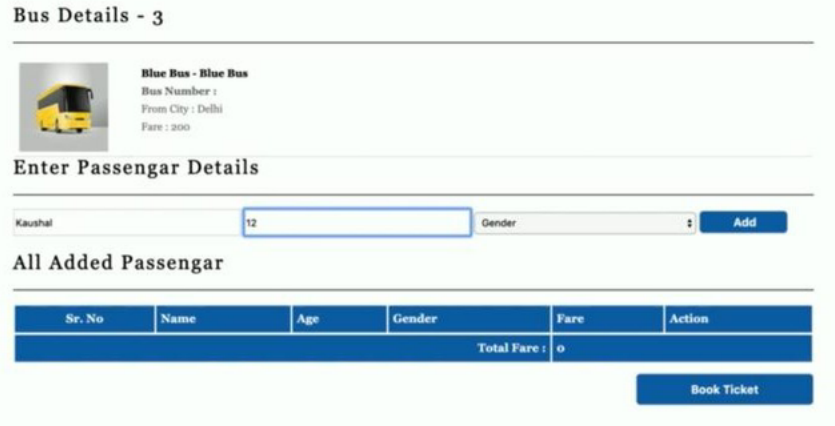 Bus Details - 3
Blue Bus - Blue Bus
Bus Number :
From City : Delhi
Fare : 200
Enter Passengar Details
Kaushal 12 Gender Add
All Added Passengar
Sr. No Name Age Gender Fare Action
Total Fare : 0
Book Ticket